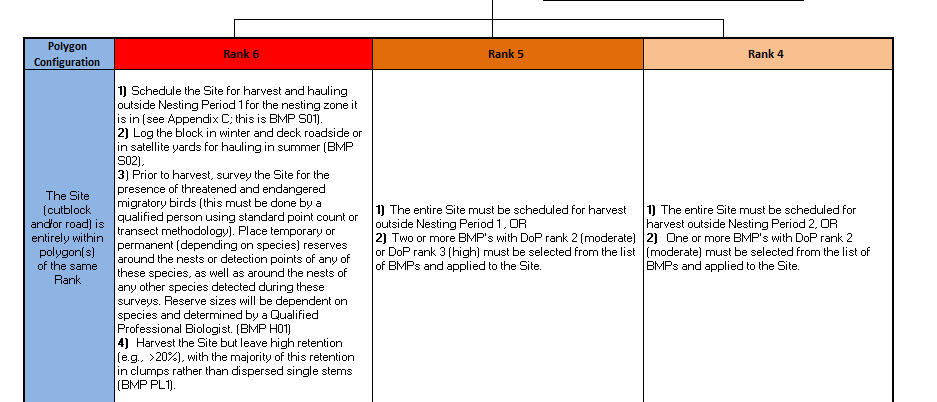 Polygon
Configuration
Rank 6
Rank 5
Rank 4
The Site
(cutblock
and/or road) is
entirely within
polygon(s)
of the same
Rank
1) Schedule the Site for harvest and hauling
outside Nesting Period 1 for the nesting zone it
is in (see Appendix C; this is BMP S01).
2) Log the block in winter and deck roadside or
in satellite yards for hauling in summer (BMP
S02),
3) Prior to harvest, survey the Site for the
presence of threatened and endangered
migratory birds (this must be done by a
qualified person using standard point count or
transect methodology). Place temporary or
permanent (depending on species) reserves
around the nests or detection points of any of
these species, as well as around the nests of
any other species detected during these
surveys. Reserve sizes will be dependent on
species and determined by a Qualified
Professional Biologist. (BMP H01)
4) Harvest the Site but leave high retention
(e.g., >20%), with the majority of this retention
in clumps rather than dispersed single stems
(BMP PL1).
1) The entire Site must be scheduled for harvest
outside Nesting Period 1, OR
2) Two or more BMP's with DoP rank 2 (moderate)
or DoP rank 3 (high) must be selected from the list
of BMPs and applied to the Site.
1) The entire Site must be scheduled for
harvest outside Nesting Period 2, OR
2) One or more BMP's with DoP rank 2
(moderate) must be selected from the list of
BMPs and applied to the Site.